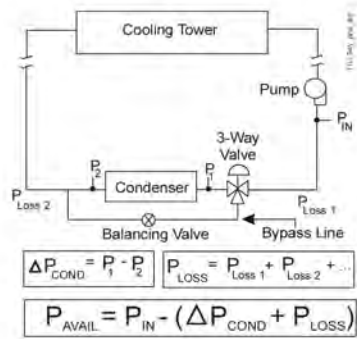 Cooling Tower
Pump
P_IN
3-Way
Valve
P_2
Condenser
P_1
P_Loss 2
P_Loss 1
Balancing Valve
Bypass Line
ΔP_COND = P_1 - P_2
P_LOSS = P_Loss 1 + P_Loss 2 + ...
P_AVAIL = P_IN - (ΔP_COND + P_LOSS)